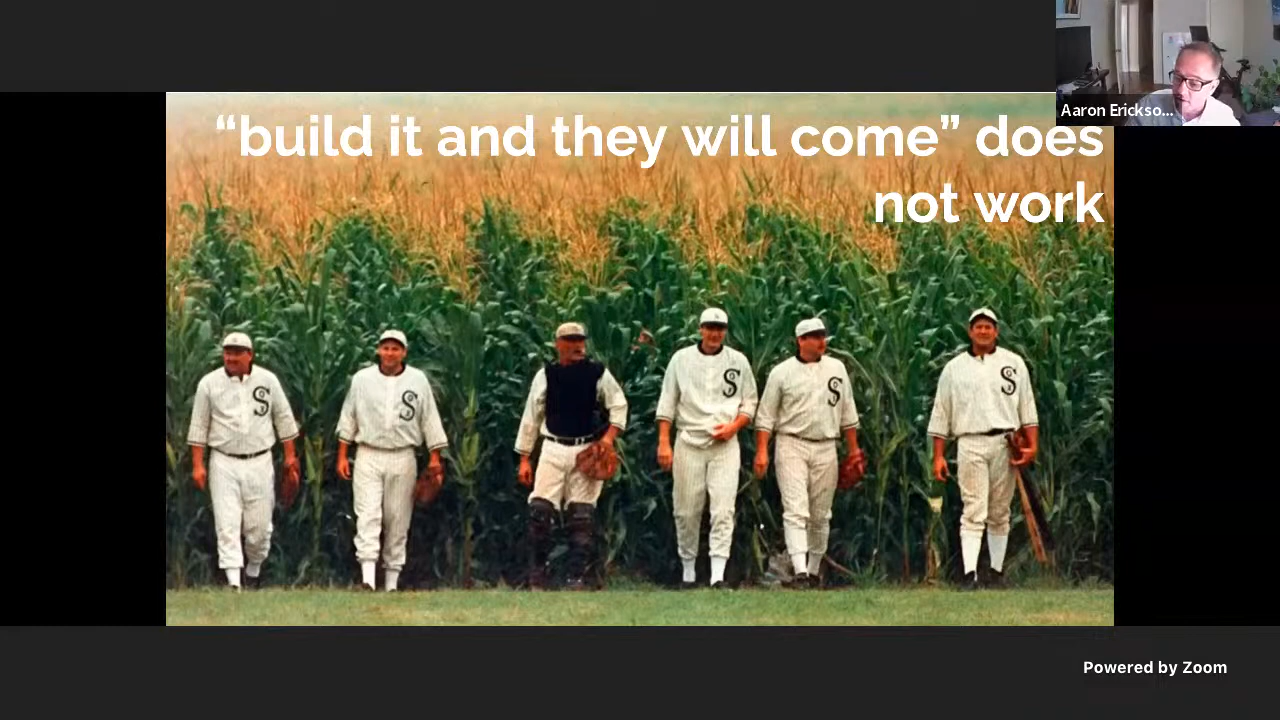 Aaron Erickso...
“build it and they will come” does
not work
S
S
S
S
S
Powered by Zoom